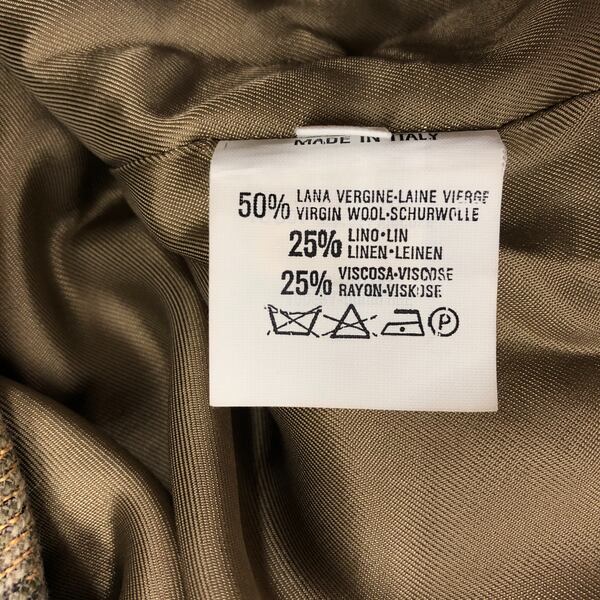 MADE IN ITALY
50% LANA VERGINE•LAINE VIERGE
VIRGIN WOOL•SCHURWOLLE
25% LINO•LIN
LINEN•LEINEN
25% VISCOSA•VISCOSE
RAYON•VISKOSE
P